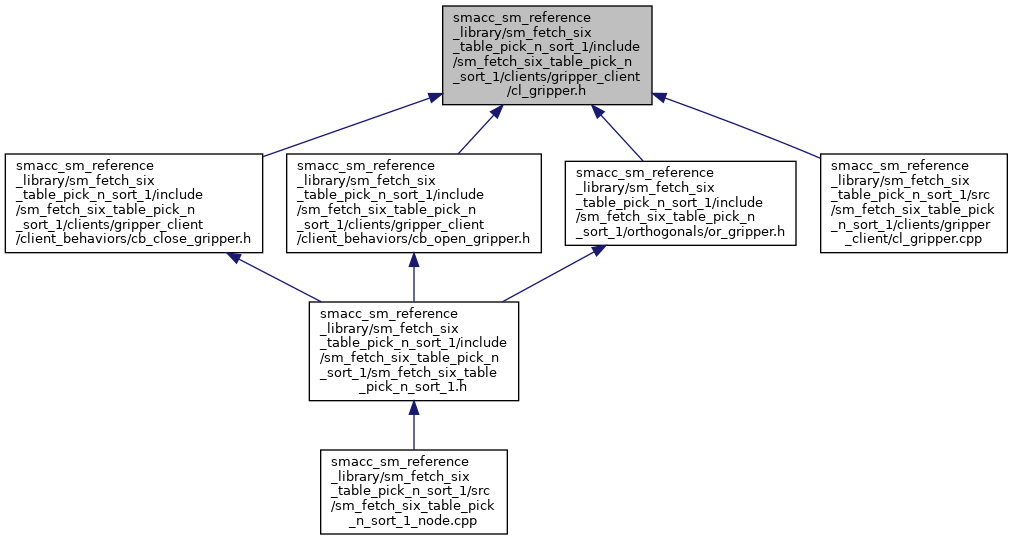 smacc_sm_reference
_library/sm_fetch_six
_table_pick_n_sort_1/include
/sm_fetch_six_table_pick_n
_sort_1/clients/gripper_client
/cl_gripper.h
smacc_sm_reference
_library/sm_fetch_six
_table_pick_n_sort_1/include
/sm_fetch_six_table_pick_n
_sort_1/clients/gripper_client
/client_behaviors/cb_close_gripper.h
smacc_sm_reference
_library/sm_fetch_six
_table_pick_n_sort_1/include
/sm_fetch_six_table_pick_n
_sort_1/clients/gripper_client
/client_behaviors/cb_open_gripper.h
smacc_sm_reference
_library/sm_fetch_six
_table_pick_n_sort_1/include
/sm_fetch_six_table_pick_n
_sort_1/orthogonals/or_gripper.h
smacc_sm_reference
_library/sm_fetch_six
_table_pick_n_sort_1/src
/sm_fetch_six_table_pick
_n_sort_1/clients/gripper
_client/cl_gripper.cpp
smacc_sm_reference
_library/sm_fetch_six
_table_pick_n_sort_1/include
/sm_fetch_six_table_pick_n
_sort_1/sm_fetch_six_table
_pick_n_sort_1.h
smacc_sm_reference
_library/sm_fetch_six
_table_pick_n_sort_1/src
/sm_fetch_six_table_pick
_n_sort_1_node.cpp